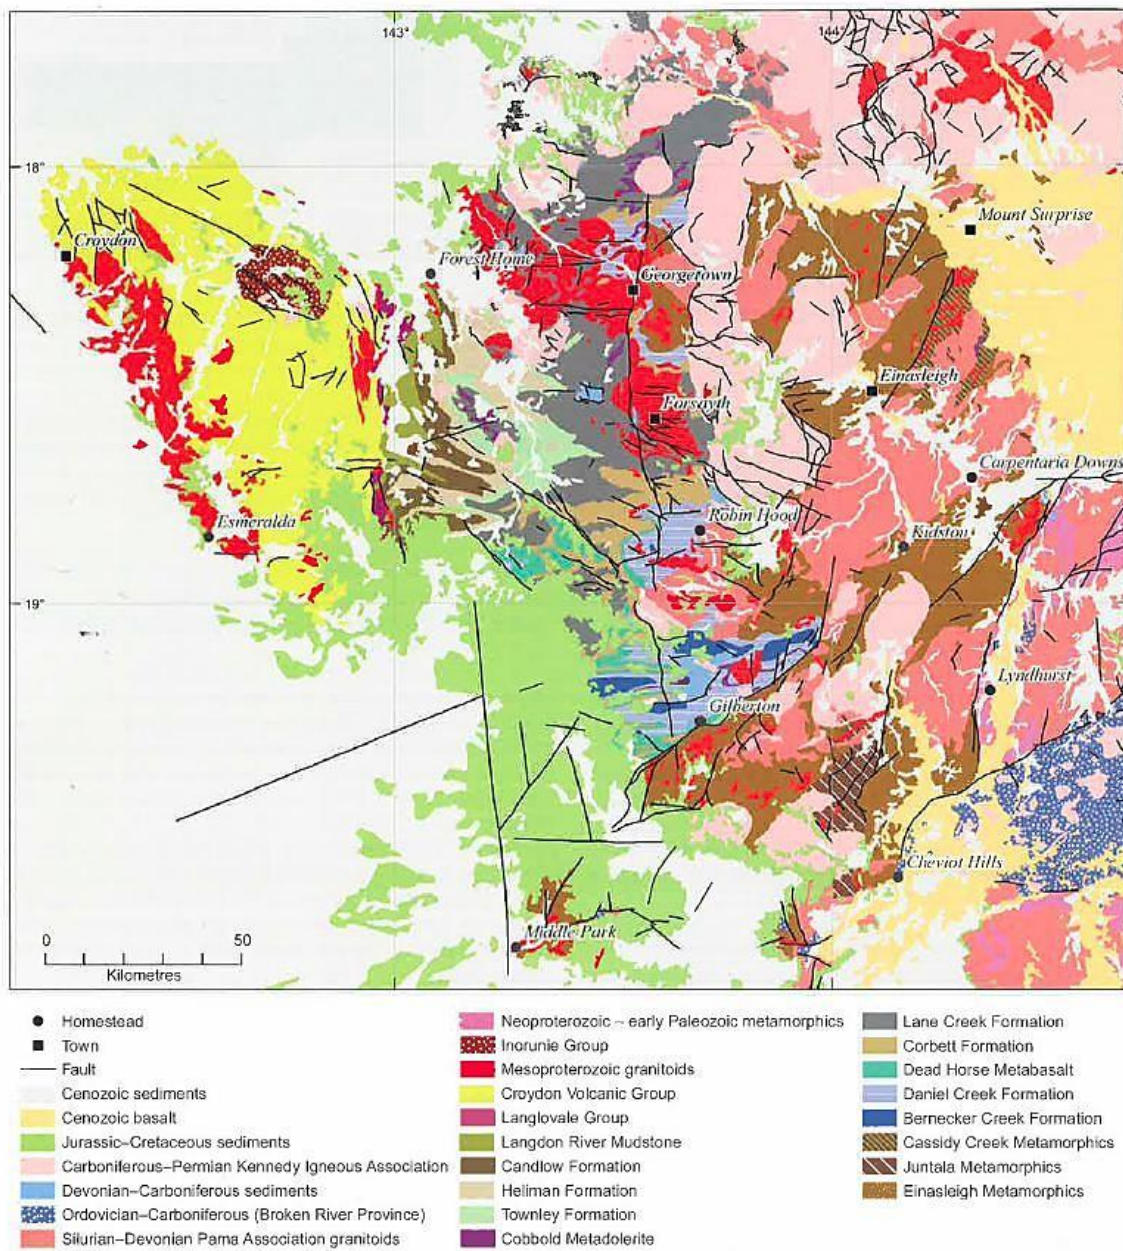 143°
144°
18°
Mount Surprise
Croydon
Forest Home
Georgetown
Einasleigh
Forsayth
Carpentaria Downs
Robin Hood
Esmeralda
Kidston
19°
Lyndhurst
Gilberton
Cheviot Hills
Middle Park
0 50
Kilometres
Homestead
Town
Fault
Cenozoic sediments
Cenozoic basalt
Jurassic–Cretaceous sediments
Carboniferous–Permian Kennedy Igneous Association
Devonian–Carboniferous sediments
Ordovician–Carboniferous (Broken River Province)
Silurian–Devonian Pama Association granitoids
Neoproterozoic – early Paleozoic metamorphics
Inorunie Group
Mesoproterozoic granitoids
Croydon Volcanic Group
Langlovale Group
Langdon River Mudstone
Candlow Formation
Heliman Formation
Townley Formation
Cobbold Metadolerite
Lane Creek Formation
Corbett Formation
Dead Horse Metabasalt
Daniel Creek Formation
Bernecker Creek Formation
Cassidy Creek Metamorphics
Juntala Metamorphics
Einasleigh Metamorphics